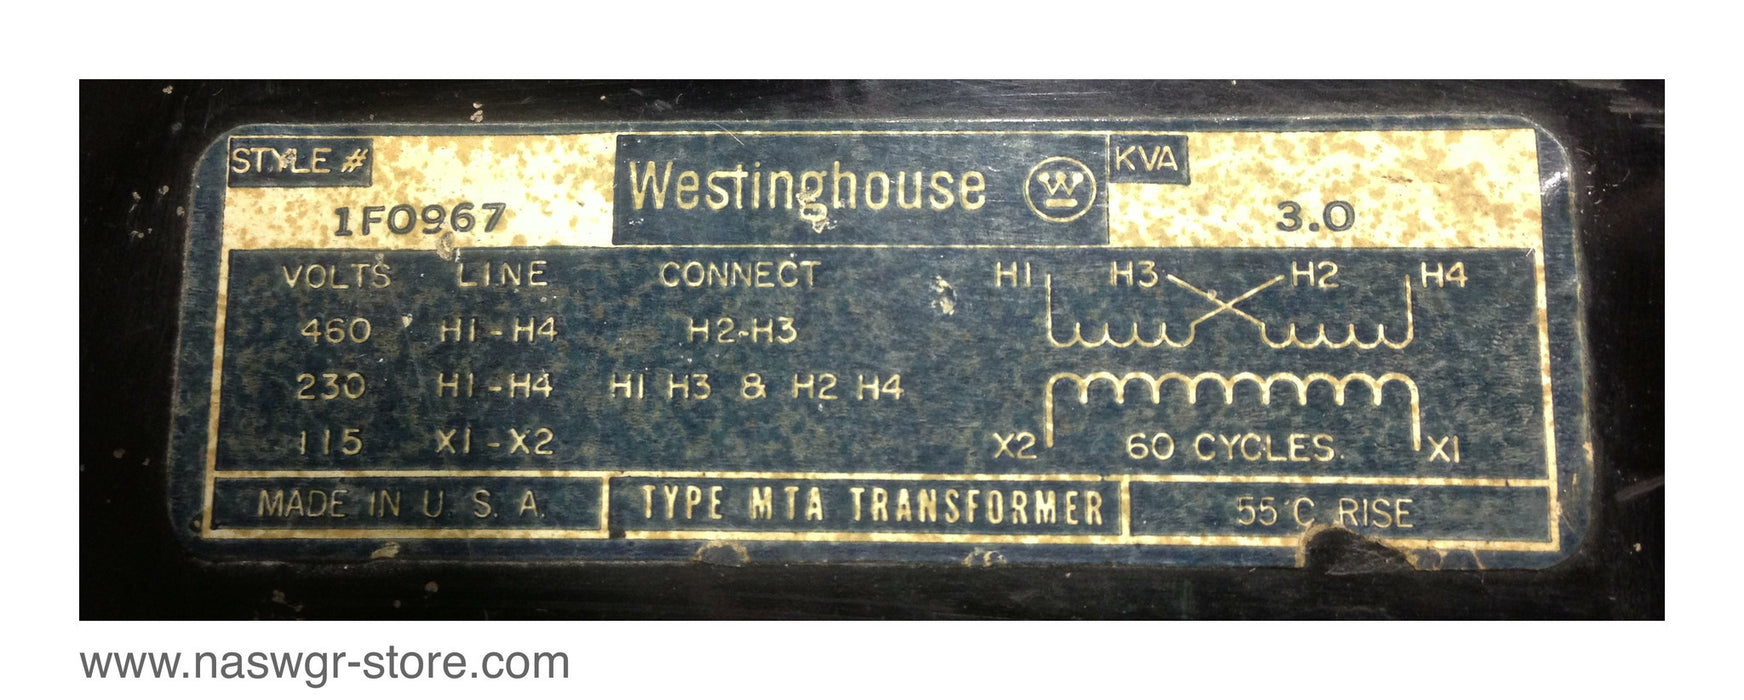 STYLE #
1F0967
Westinghouse W
KVA
3.0
VOLTS LINE CONNECT
460 H1-H4 H2-H3
230 H1-H4 H1 H3 & H2 H4
115 X1-X2
H1 H3 H2 H4
X2 60 CYCLES. X1
MADE IN U. S. A.
TYPE MTA TRANSFORMER
55°C RISE
www.naswgr-store.com